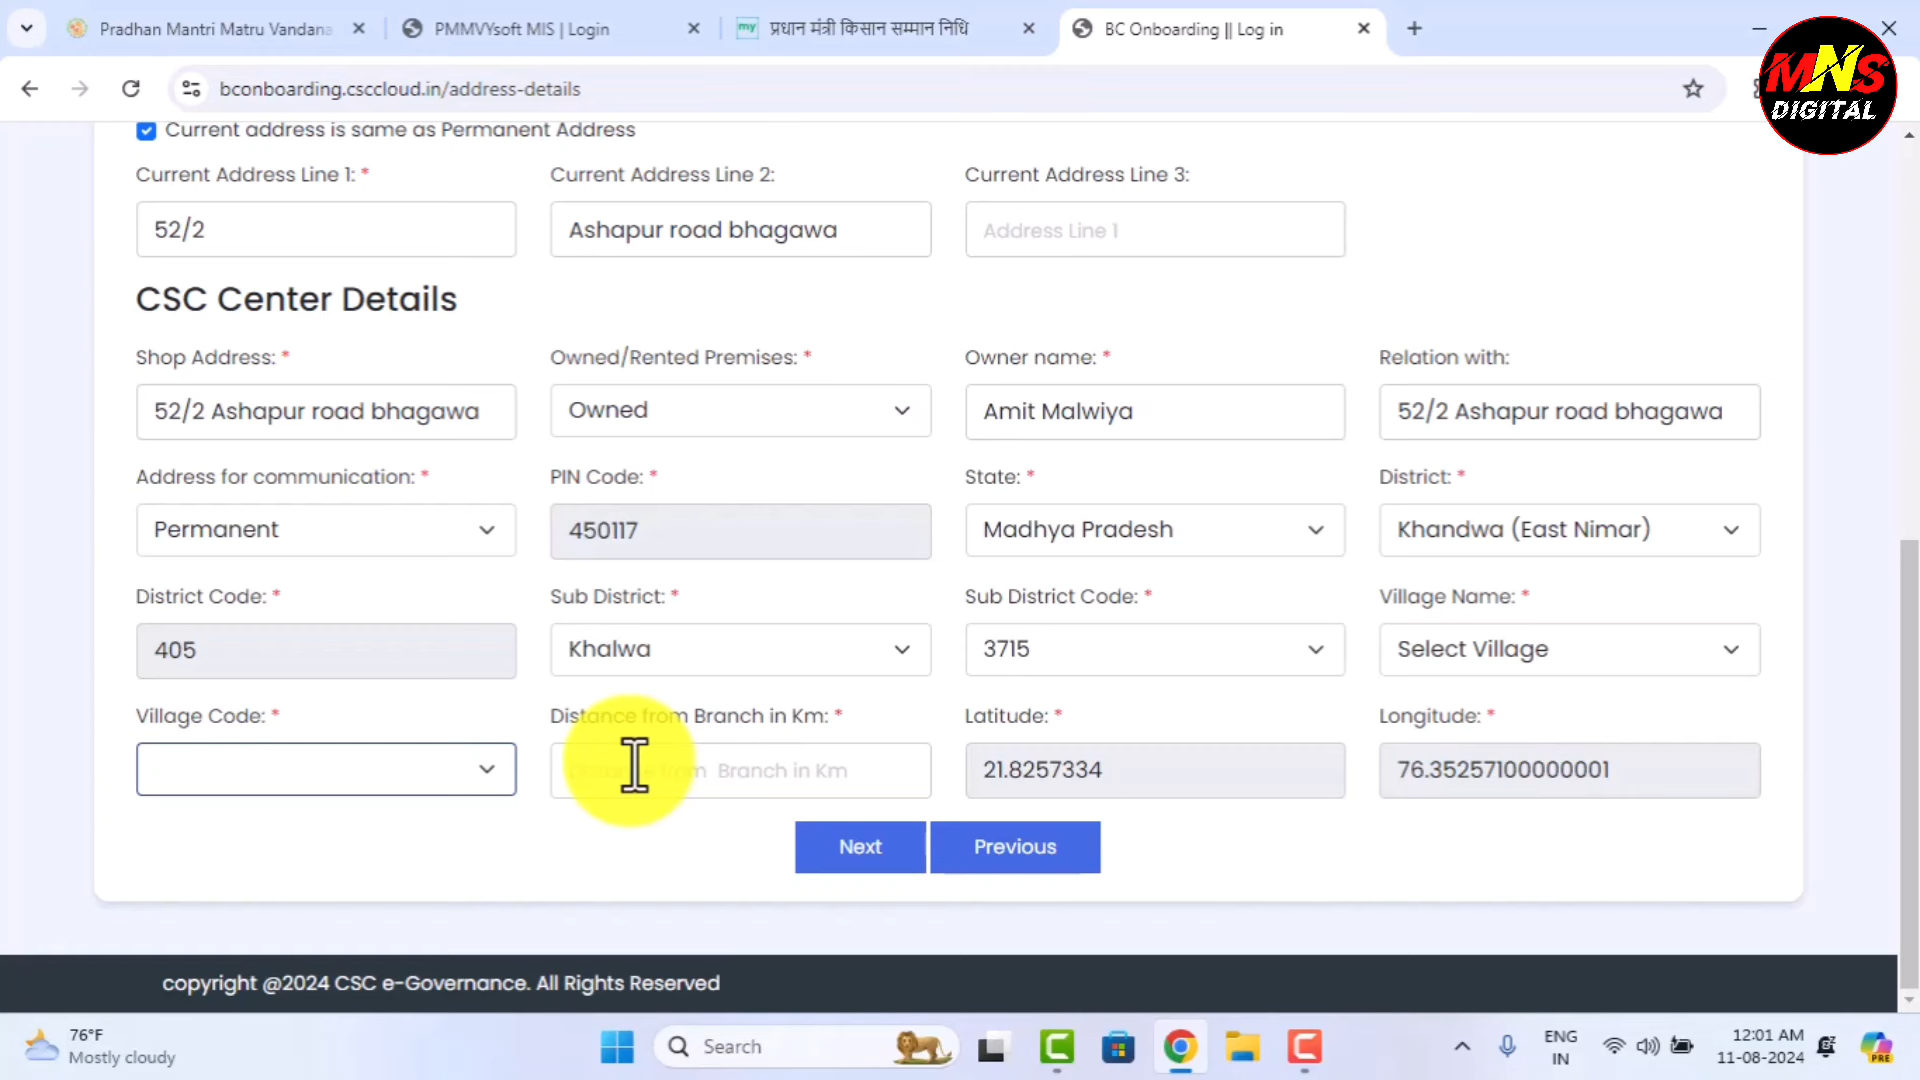 Pradhan Mantri Matru Vandana
PMMVYsoft MIS | Login
my
प्रधान मंत्री किसान सम्मान निधि
BC Onboarding || Log in
bconboarding.csccloud.in/address-details
MNS
DIGITAL
Current address is same as Permanent Address
Current Address Line 1: *
Current Address Line 2:
Current Address Line 3:
52/2
Ashapur road bhagawa
Address Line 1
CSC Center Details
Shop Address: *
Owned/Rented Premises: *
Owner name: *
Relation with:
52/2 Ashapur road bhagawa
Owned
Amit Malwiya
52/2 Ashapur road bhagawa
Address for communication: *
PIN Code: *
State: *
District: *
Permanent
450117
Madhya Pradesh
Khandwa (East Nimar)
District Code: *
Sub District: *
Sub District Code: *
Village Name: *
405
Khalwa
3715
Select Village
Village Code: *
Distance from Branch in Km: *
Latitude: *
Longitude: *
from Branch in Km
21.8257334
76.35257100000001
Next
Previous
copyright @2024 CSC e-Governance. All Rights Reserved
76°F
Mostly cloudy
Search
ENG
IN
12:01 AM
11-08-2024
PRE